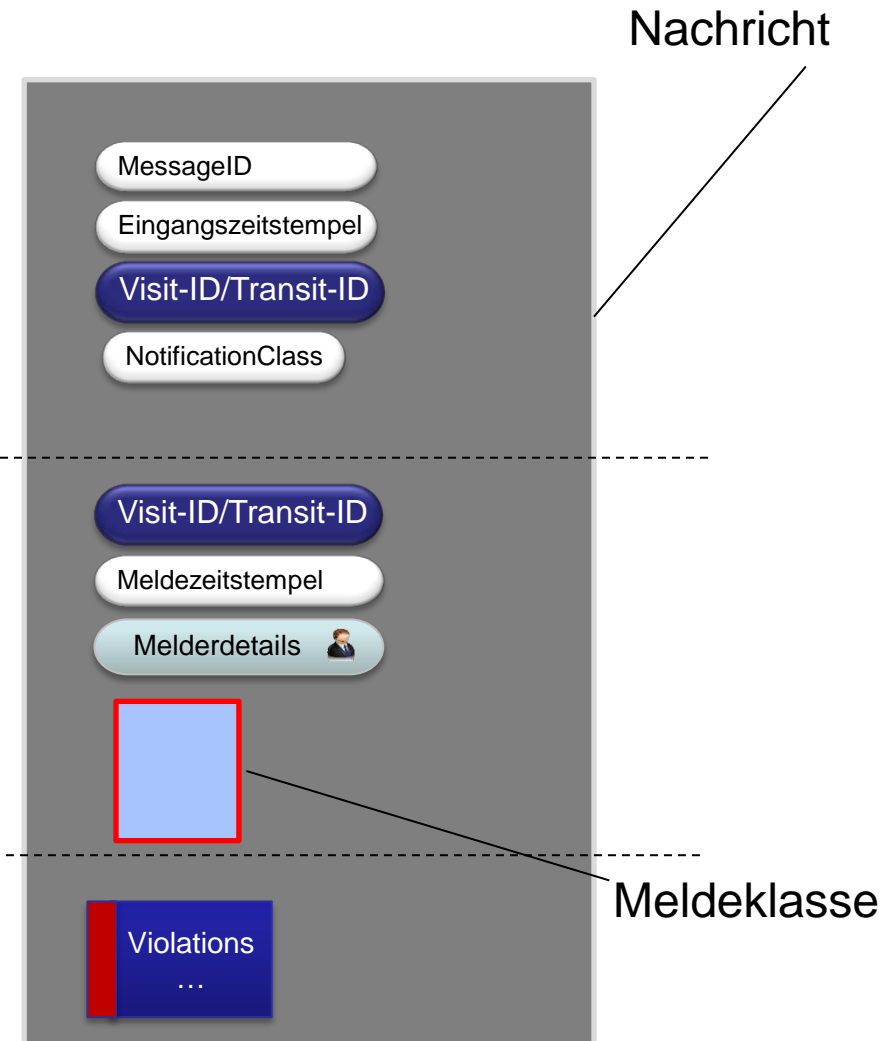 Nachricht
MessageID
Eingangszeitstempel
Visit-ID/Transit-ID
NotificationClass
Visit-ID/Transit-ID
Meldezeitstempel
Melderdetails
Meldeklasse
Violations
…